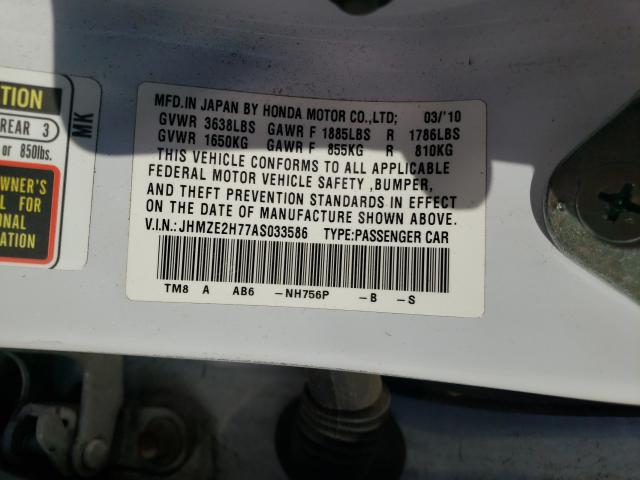 TION
REAR 3
or 850lbs.
MK
OWNER'S
L FOR
ONAL
ATION
MFD.IN JAPAN BY HONDA MOTOR CO.,LTD; 03/'10
GVWR 3638LBS GAWR F 1885LBS R 1786LBS
GVWR 1650KG GAWR F 855KG R 810KG
THIS VEHICLE CONFORMS TO ALL APPLICABLE
FEDERAL MOTOR VEHICLE SAFETY ,BUMPER,
AND THEFT PREVENTION STANDARDS IN EFFECT
ON THE DATE OF MANUFACTURE SHOWN ABOVE.
V.I.N.: JHMZE2H77AS033586 TYPE:PASSENGER CAR
TM8 A AB6 -NH756P -B -S